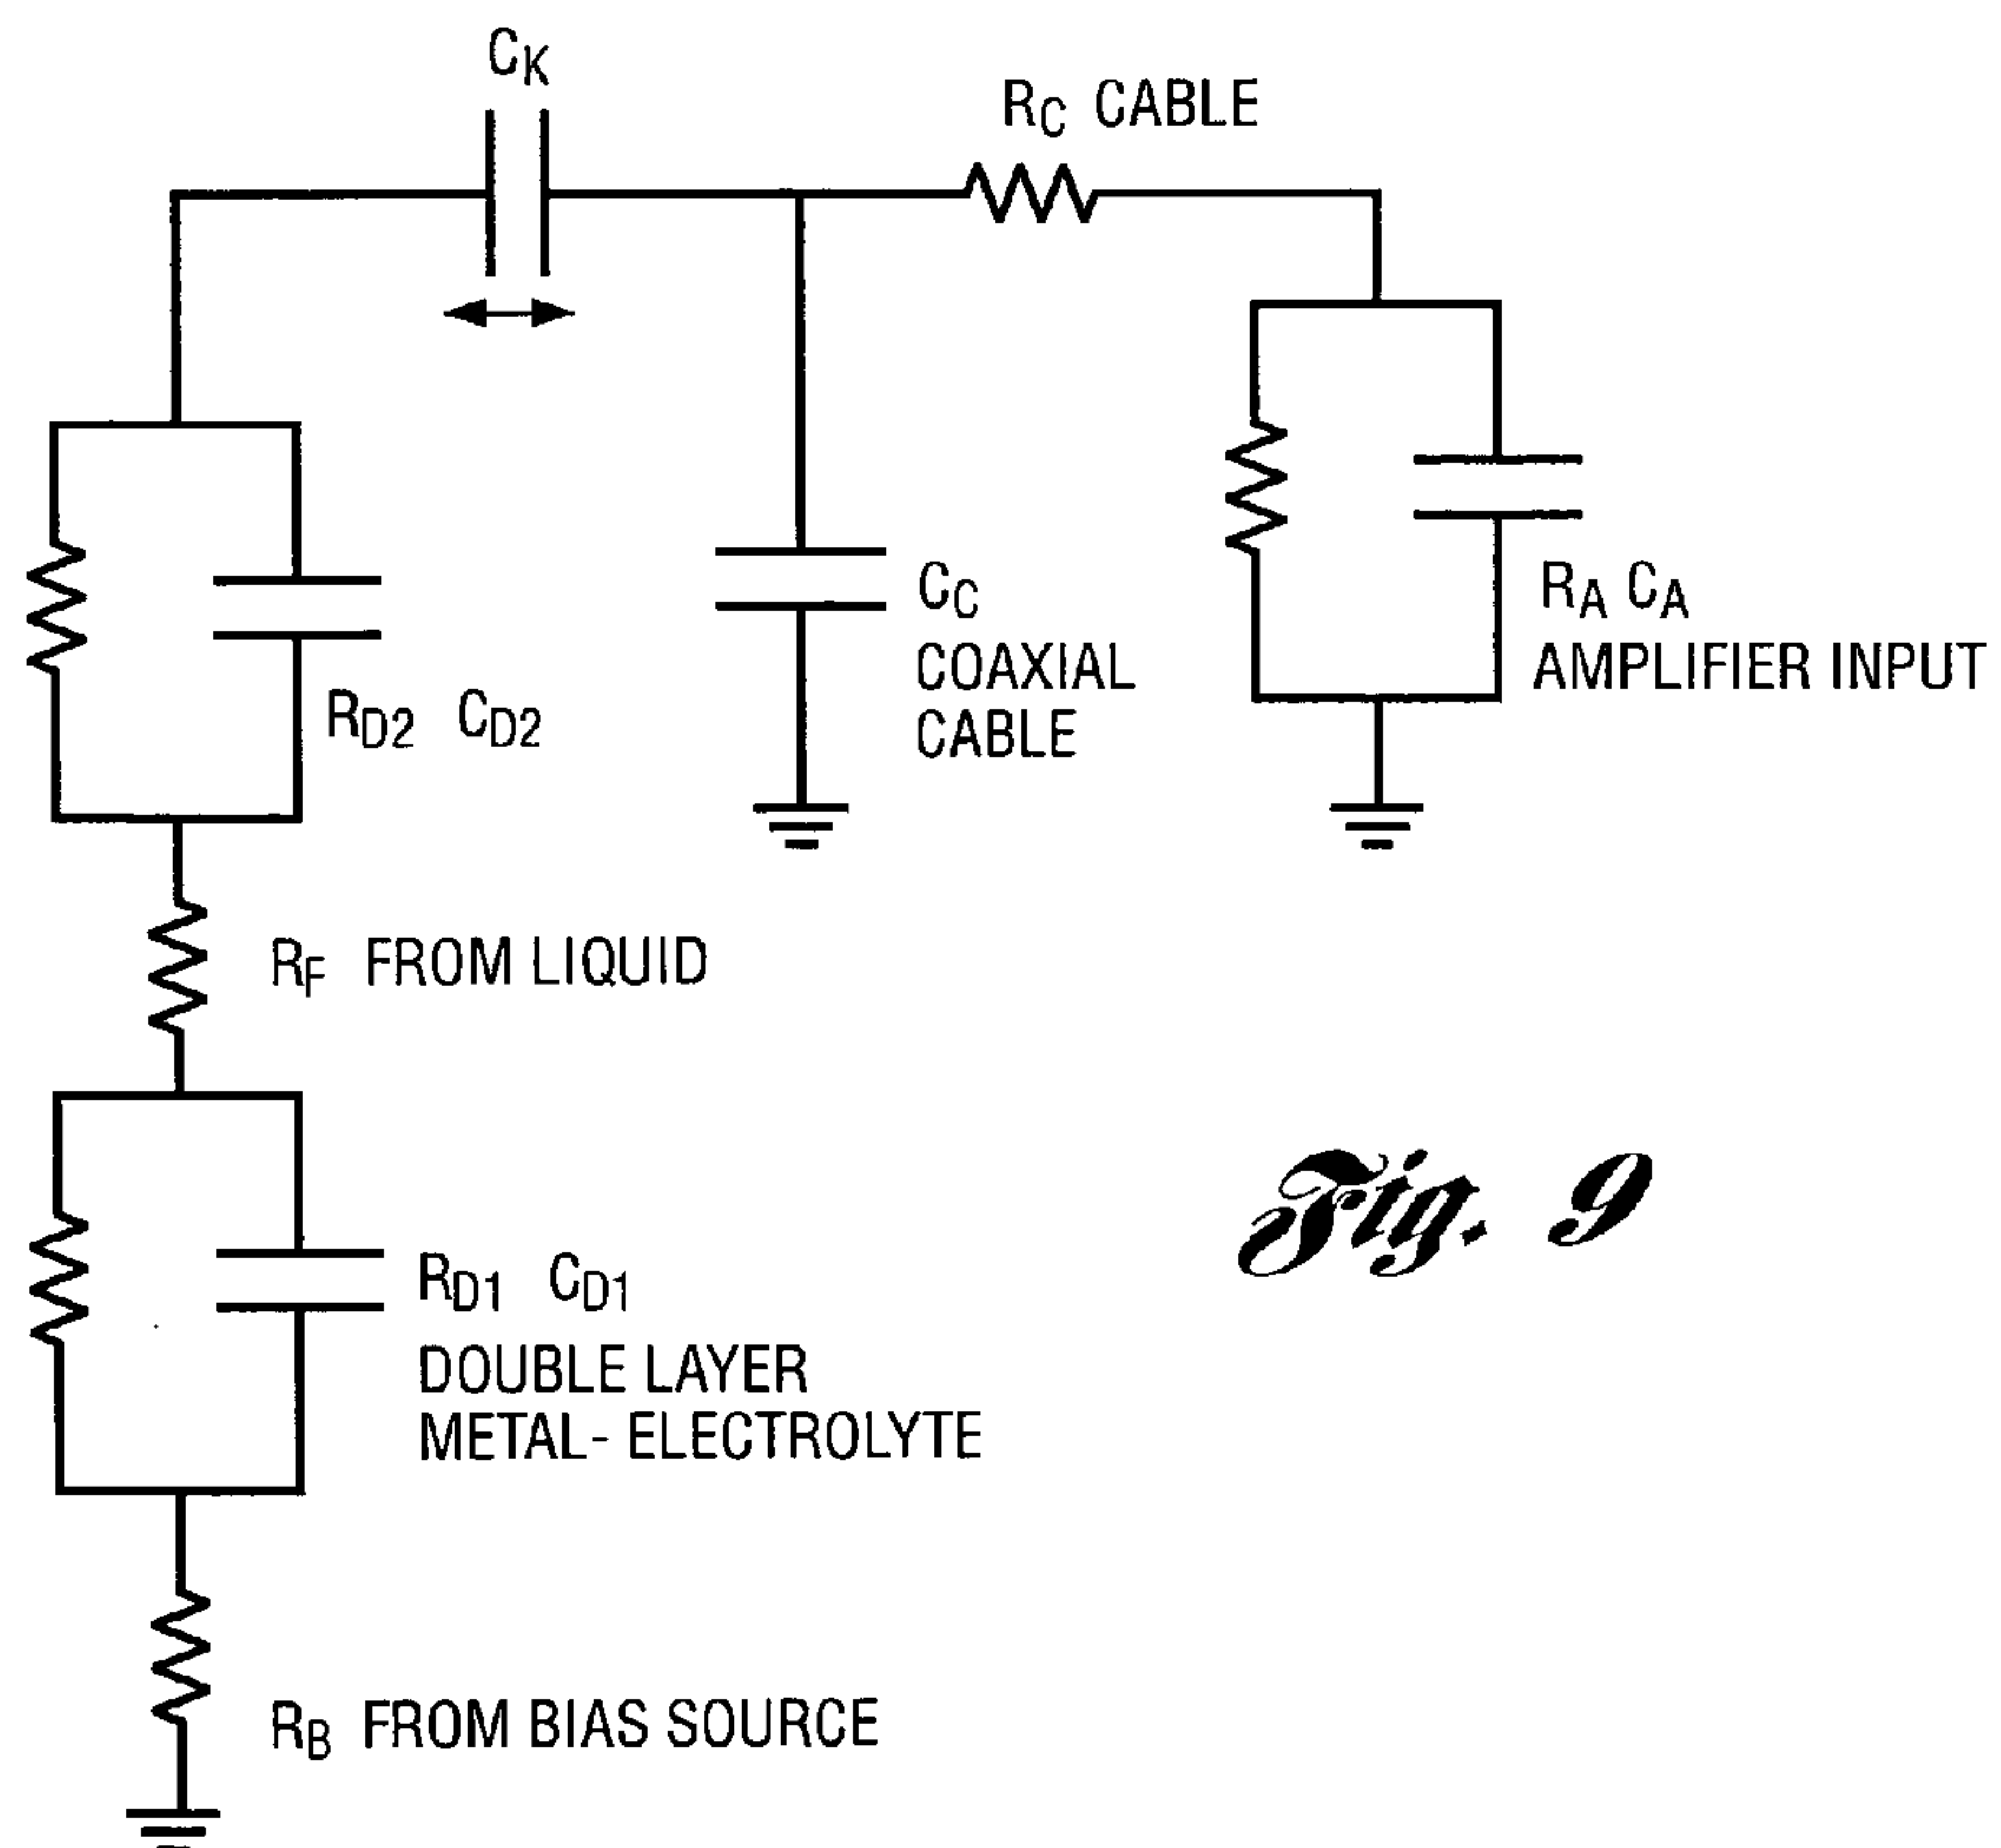 CK
RC CABLE
CC
COAXIAL
CABLE
RA CA
AMPLIFIER INPUT
RD2 CD2
RF FROM LIQUID
RD1 CD1
DOUBLE LAYER
METAL- ELECTROLYTE
RB FROM BIAS SOURCE
Fig. 9